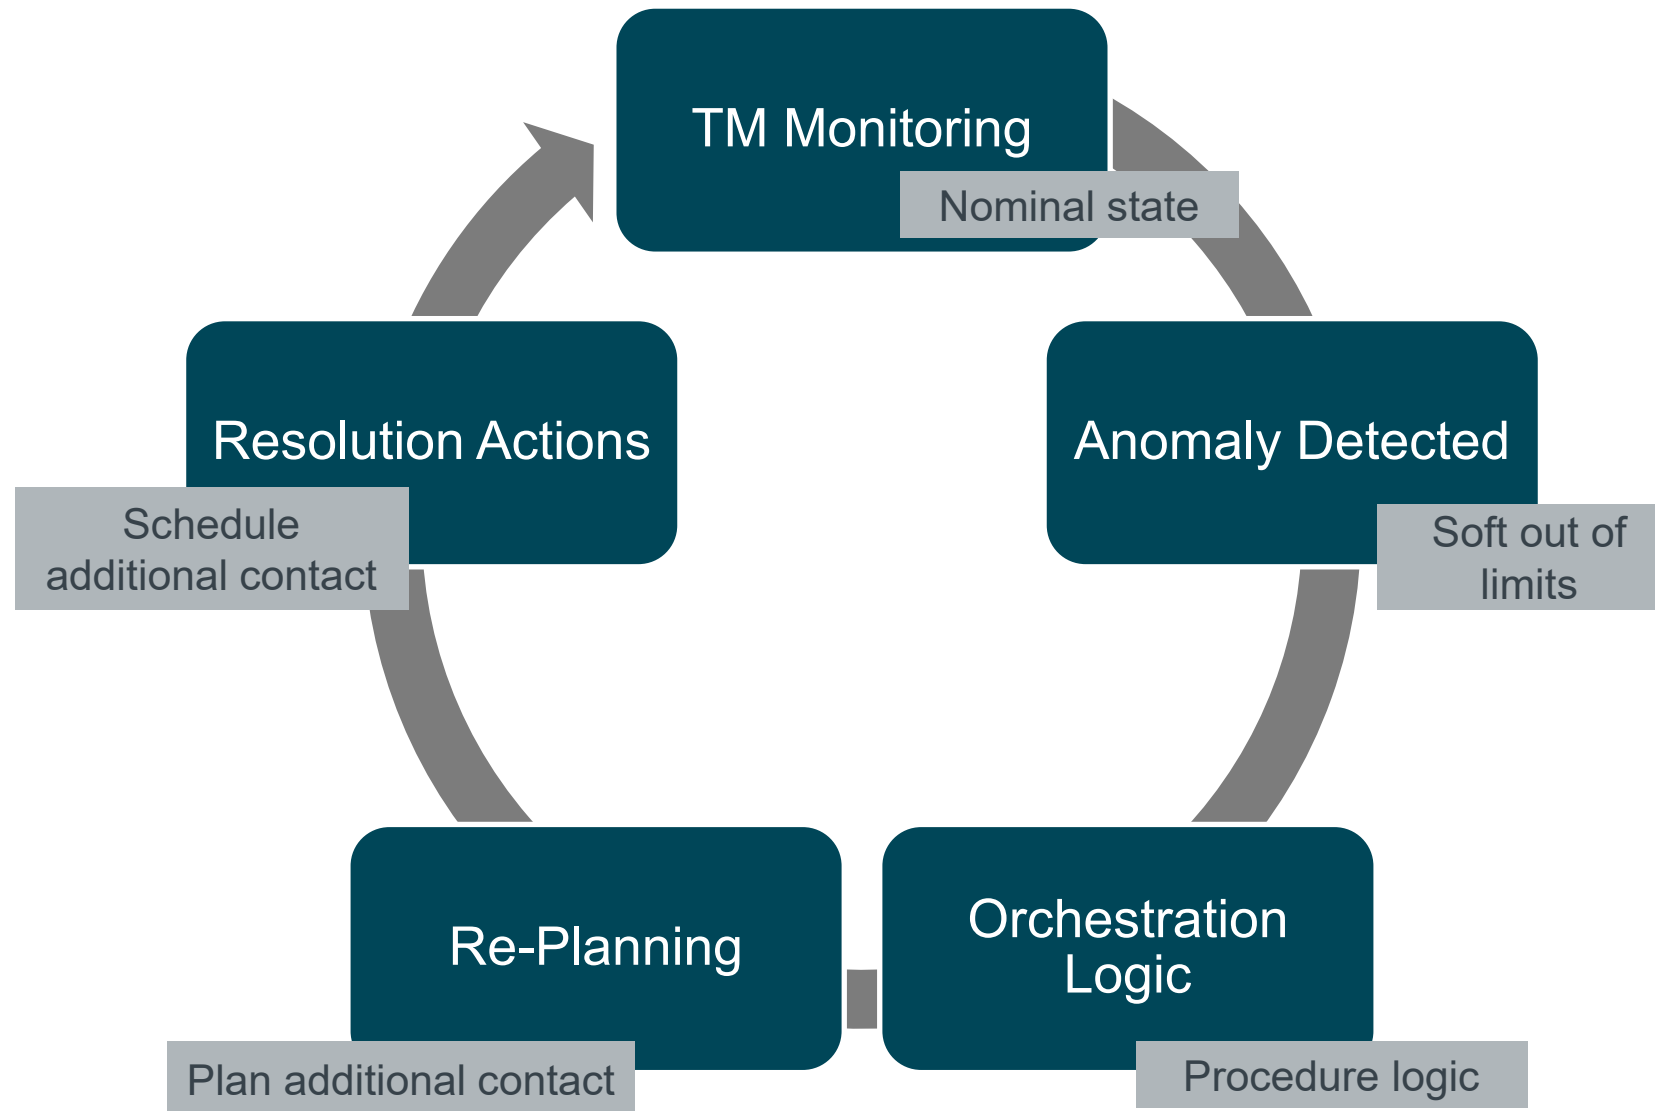 TM Monitoring
Nominal state
Anomaly Detected
Soft out of
limits
Orchestration
Logic
Procedure logic
Re-Planning
Plan additional contact
Resolution Actions
Schedule
additional contact